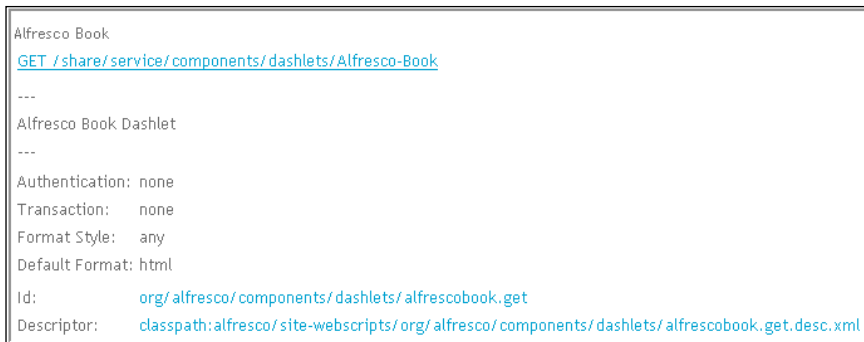 Alfresco Book
GET /share/service/components/dashlets/Alfresco-Book
---
Alfresco Book Dashlet
---
Authentication: none
Transaction: none
Format Style: any
Default Format: html
Id: org/alfresco/components/dashlets/alfrescobook.get
Descriptor: classpath:alfresco/site-webscripts/org/alfresco/components/dashlets/alfrescobook.get.desc.xml